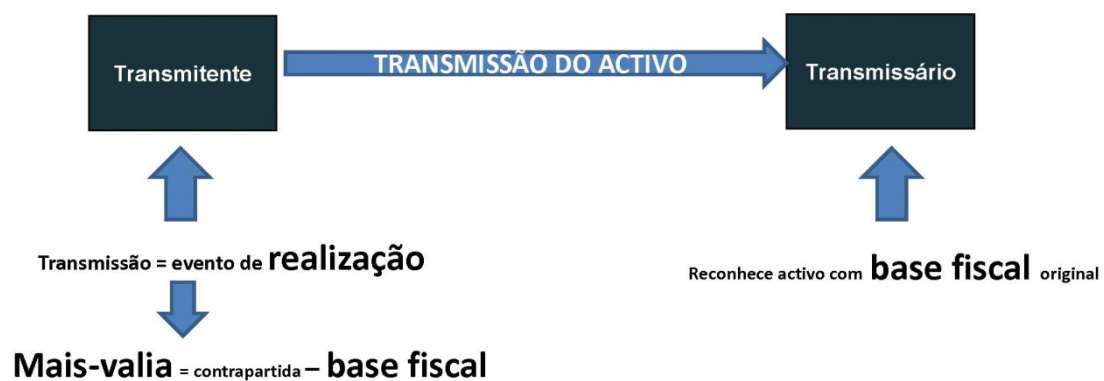 Transmitente
TRANSMISSÃO DO ACTIVO
Transmissário
Transmissão = evento de realização
Reconhece activo com base fiscal original
Mais-valia = contrapartida – base fiscal